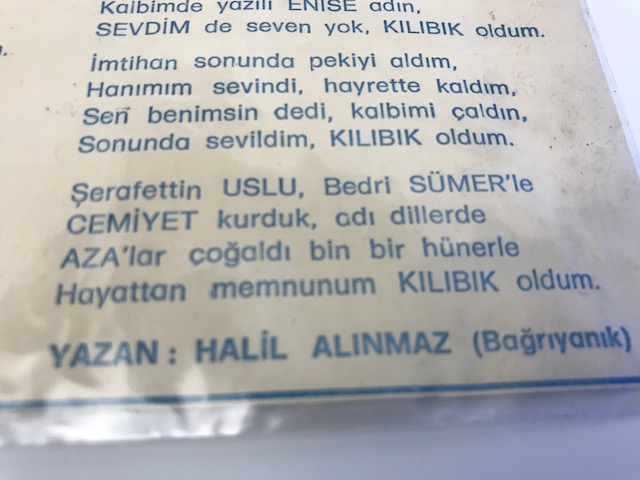 Kalbimde yazılı ENİSE adın,
SEVDİM de seven yok, KILIBIK oldum.
İmtihan sonunda pekiyi aldım,
Hanımım sevindi, hayrette kaldım,
Sen benimsin dedi, kalbimi çaldın,
Sonunda sevildim, KILIBIK oldum.
Şerafettin USLU, Bedri SÜMER'le
CEMİYET kurduk, adı dillerde
AZA'lar çoğaldı bin bir hünerle
Hayattan memnunum KILIBIK oldum.
YAZAN : HALİL ALINMAZ (Bağrıyanık)